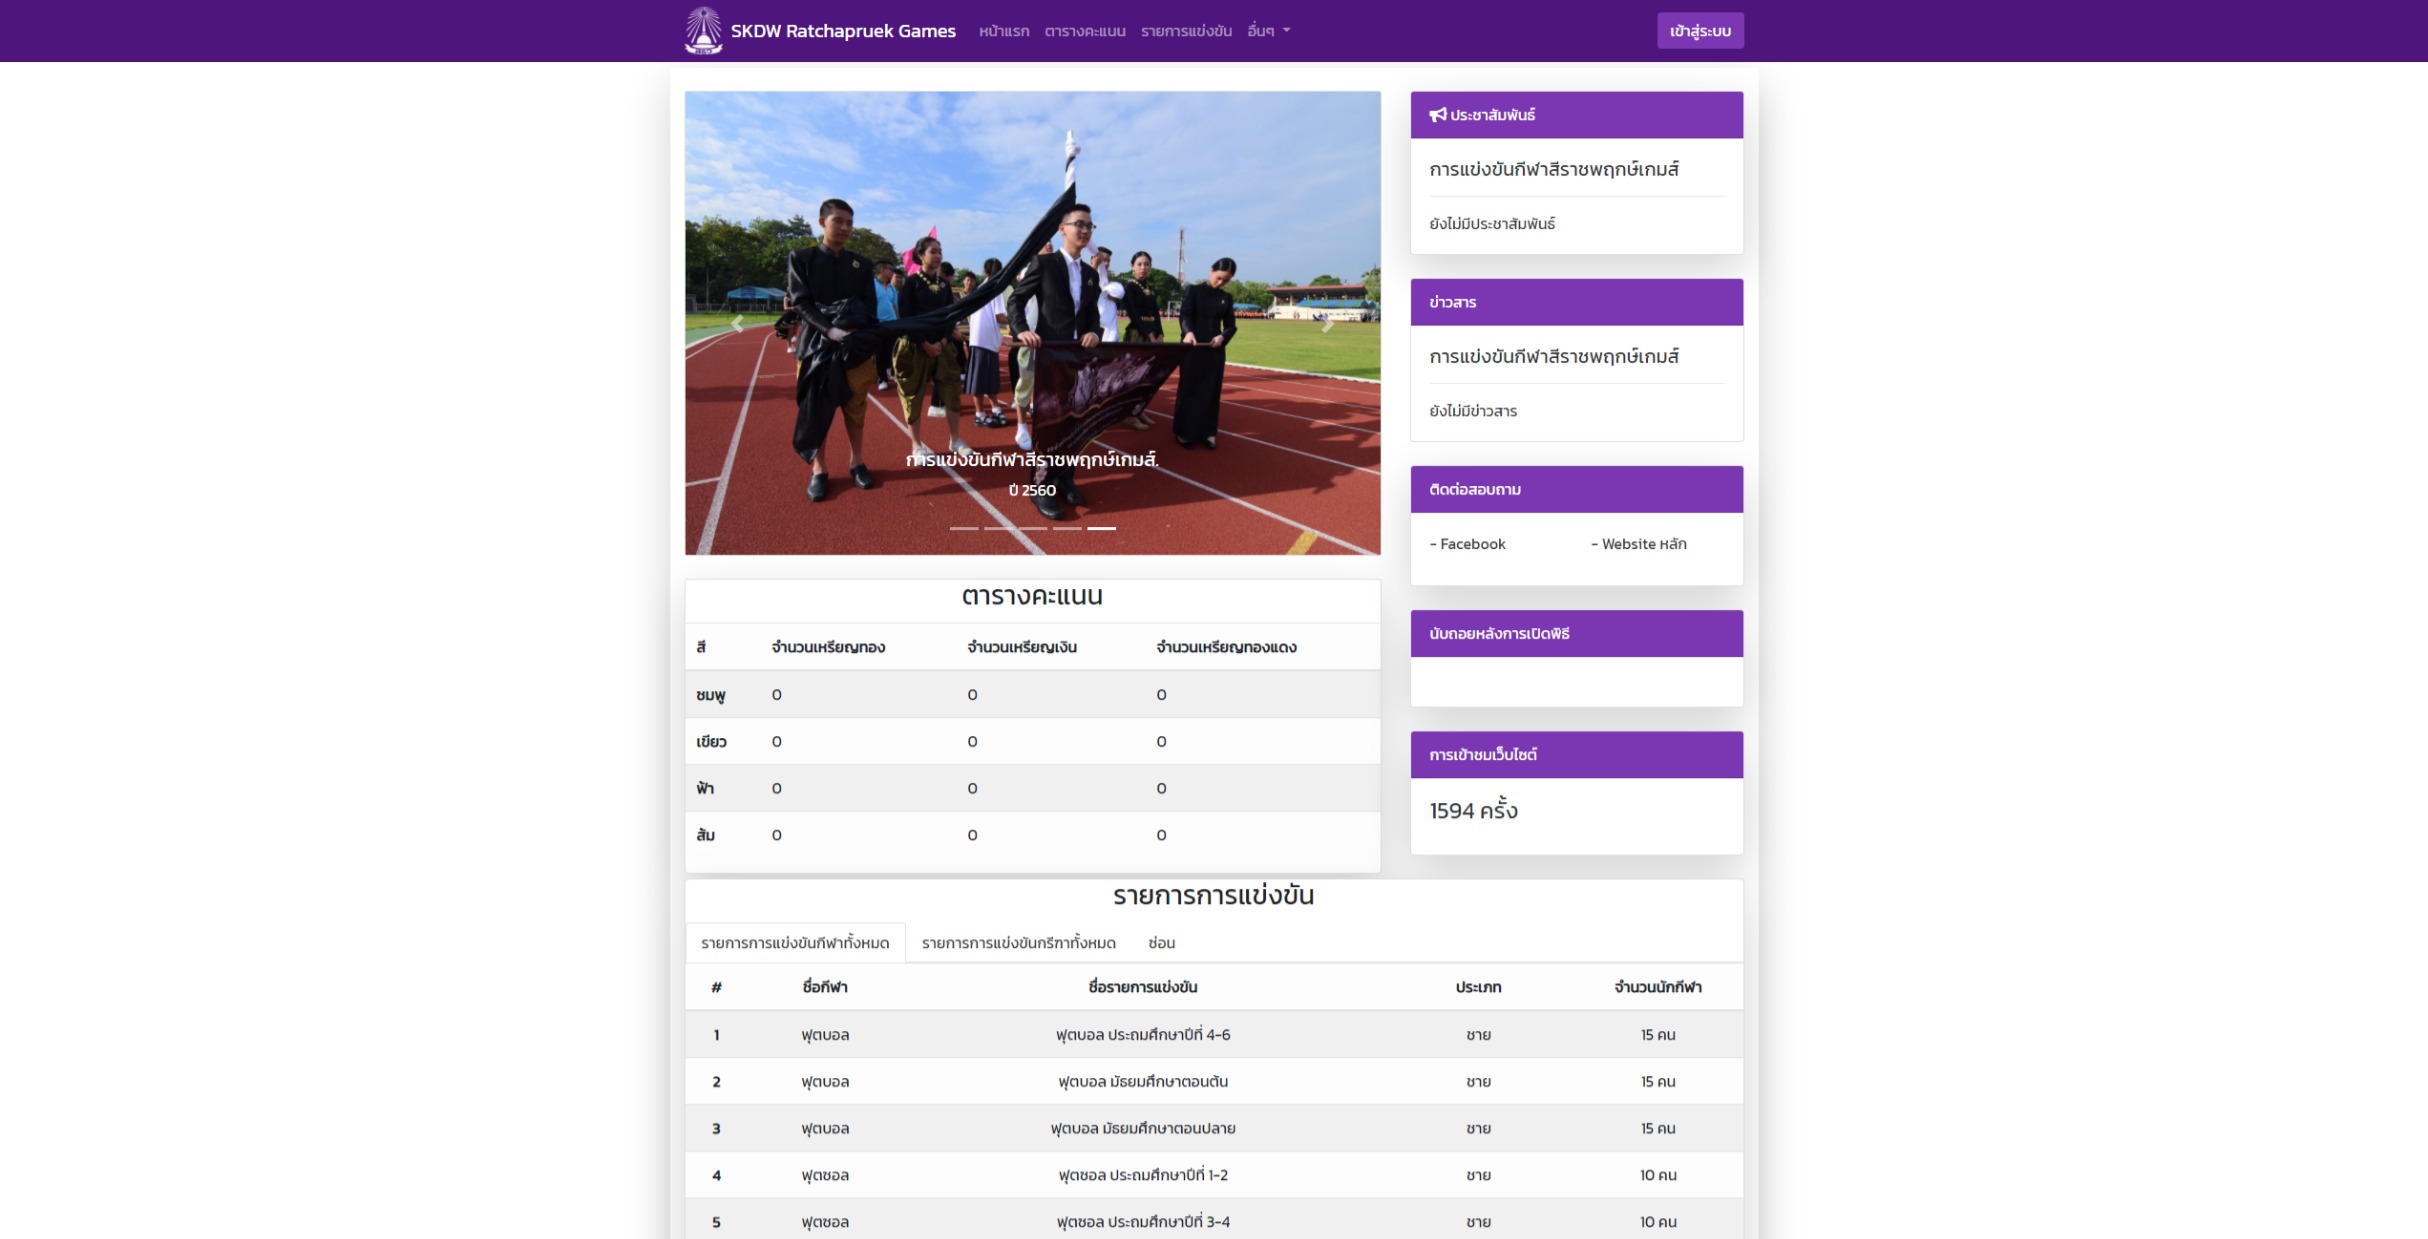 SKDW Ratchapruek Games หน้าแรก ตารางคะแนน รายการแข่งขัน อื่นๆ เข้าสู่ระบบ
การแข่งขันกีฬาสีราชพฤกษ์เกมส์.
ปี 2560
ประชาสัมพันธ์
การแข่งขันกีฬาสีราชพฤกษ์เกมส์
ยังไม่มีประชาสัมพันธ์
ข่าวสาร
การแข่งขันกีฬาสีราชพฤกษ์เกมส์
ยังไม่มีข่าวสาร
ติดต่อสอบถาม
- Facebook - Website หลัก
นับถอยหลังการเปิดพิธี
การเข้าชมเว็บไซต์
1594 ครั้ง
ตารางคะแนน
สี จำนวนเหรียญทอง จำนวนเหรียญเงิน จำนวนเหรียญทองแดง
ชมพู 0 0 0
เขียว 0 0 0
ฟ้า 0 0 0
ส้ม 0 0 0
รายการการแข่งขัน
รายการการแข่งขันกีฬาทั้งหมด รายการการแข่งขันกรีฑาทั้งหมด ซ่อน
# ชื่อกีฬา ชื่อรายการแข่งขัน ประเภท จำนวนนักกีฬา
1 ฟุตบอล ฟุตบอล ประถมศึกษาปีที่ 4-6 ชาย 15 คน
2 ฟุตบอล ฟุตบอล มัธยมศึกษาตอนต้น ชาย 15 คน
3 ฟุตบอล ฟุตบอล มัธยมศึกษาตอนปลาย ชาย 15 คน
4 ฟุตซอล ฟุตซอล ประถมศึกษาปีที่ 1-2 ชาย 10 คน
5 ฟุตซอล ฟุตซอล ประถมศึกษาปีที่ 3-4 ชาย 10 คน